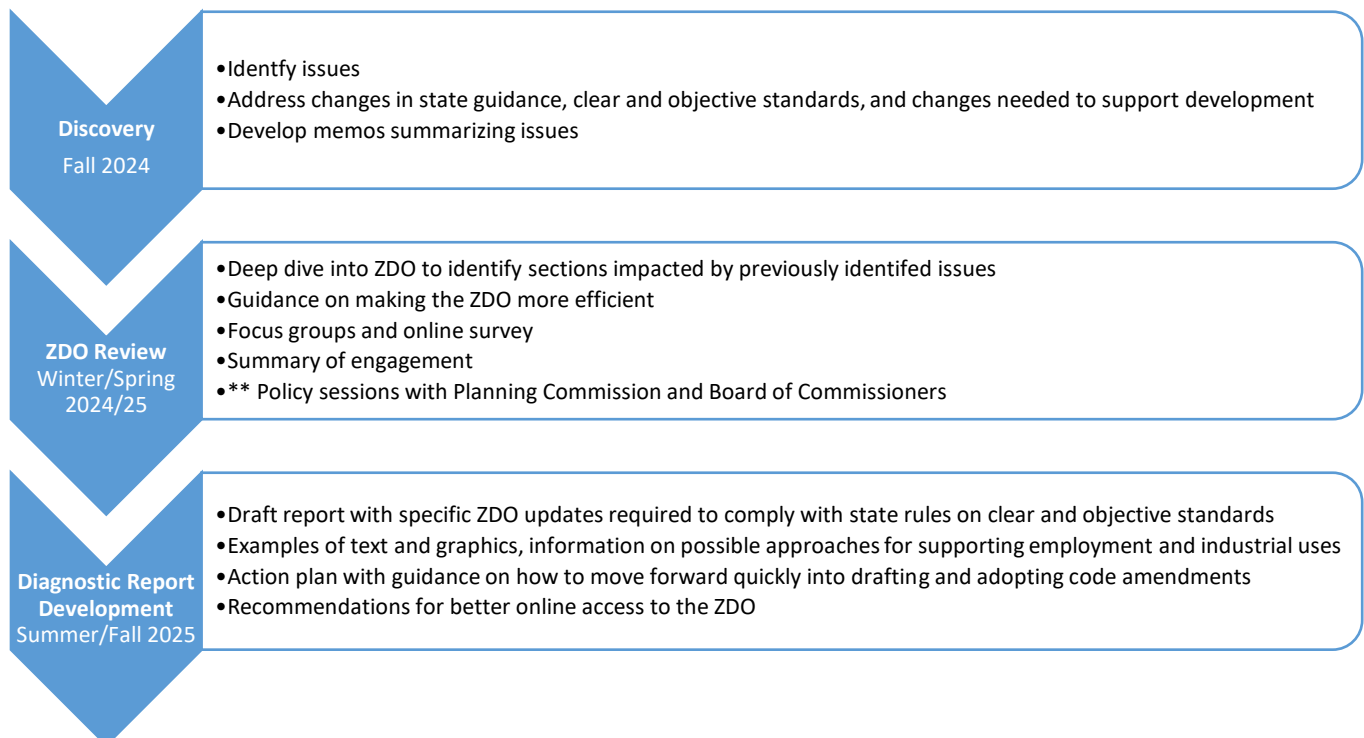 Discovery
Fall 2024
•Identfy issues
•Address changes in state guidance, clear and objective standards, and changes needed to support development
•Develop memos summarizing issues
ZDO Review
Winter/Spring
2024/25
•Deep dive into ZDO to identify sections impacted by previously identifed issues
•Guidance on making the ZDO more efficient
•Focus groups and online survey
•Summary of engagement
•** Policy sessions with Planning Commission and Board of Commissioners
Diagnostic Report
Development
Summer/Fall 2025
•Draft report with specific ZDO updates required to comply with state rules on clear and objective standards
•Examples of text and graphics, information on possible approaches for supporting employment and industrial uses
•Action plan with guidance on how to move forward quickly into drafting and adopting code amendments
•Recommendations for better online access to the ZDO